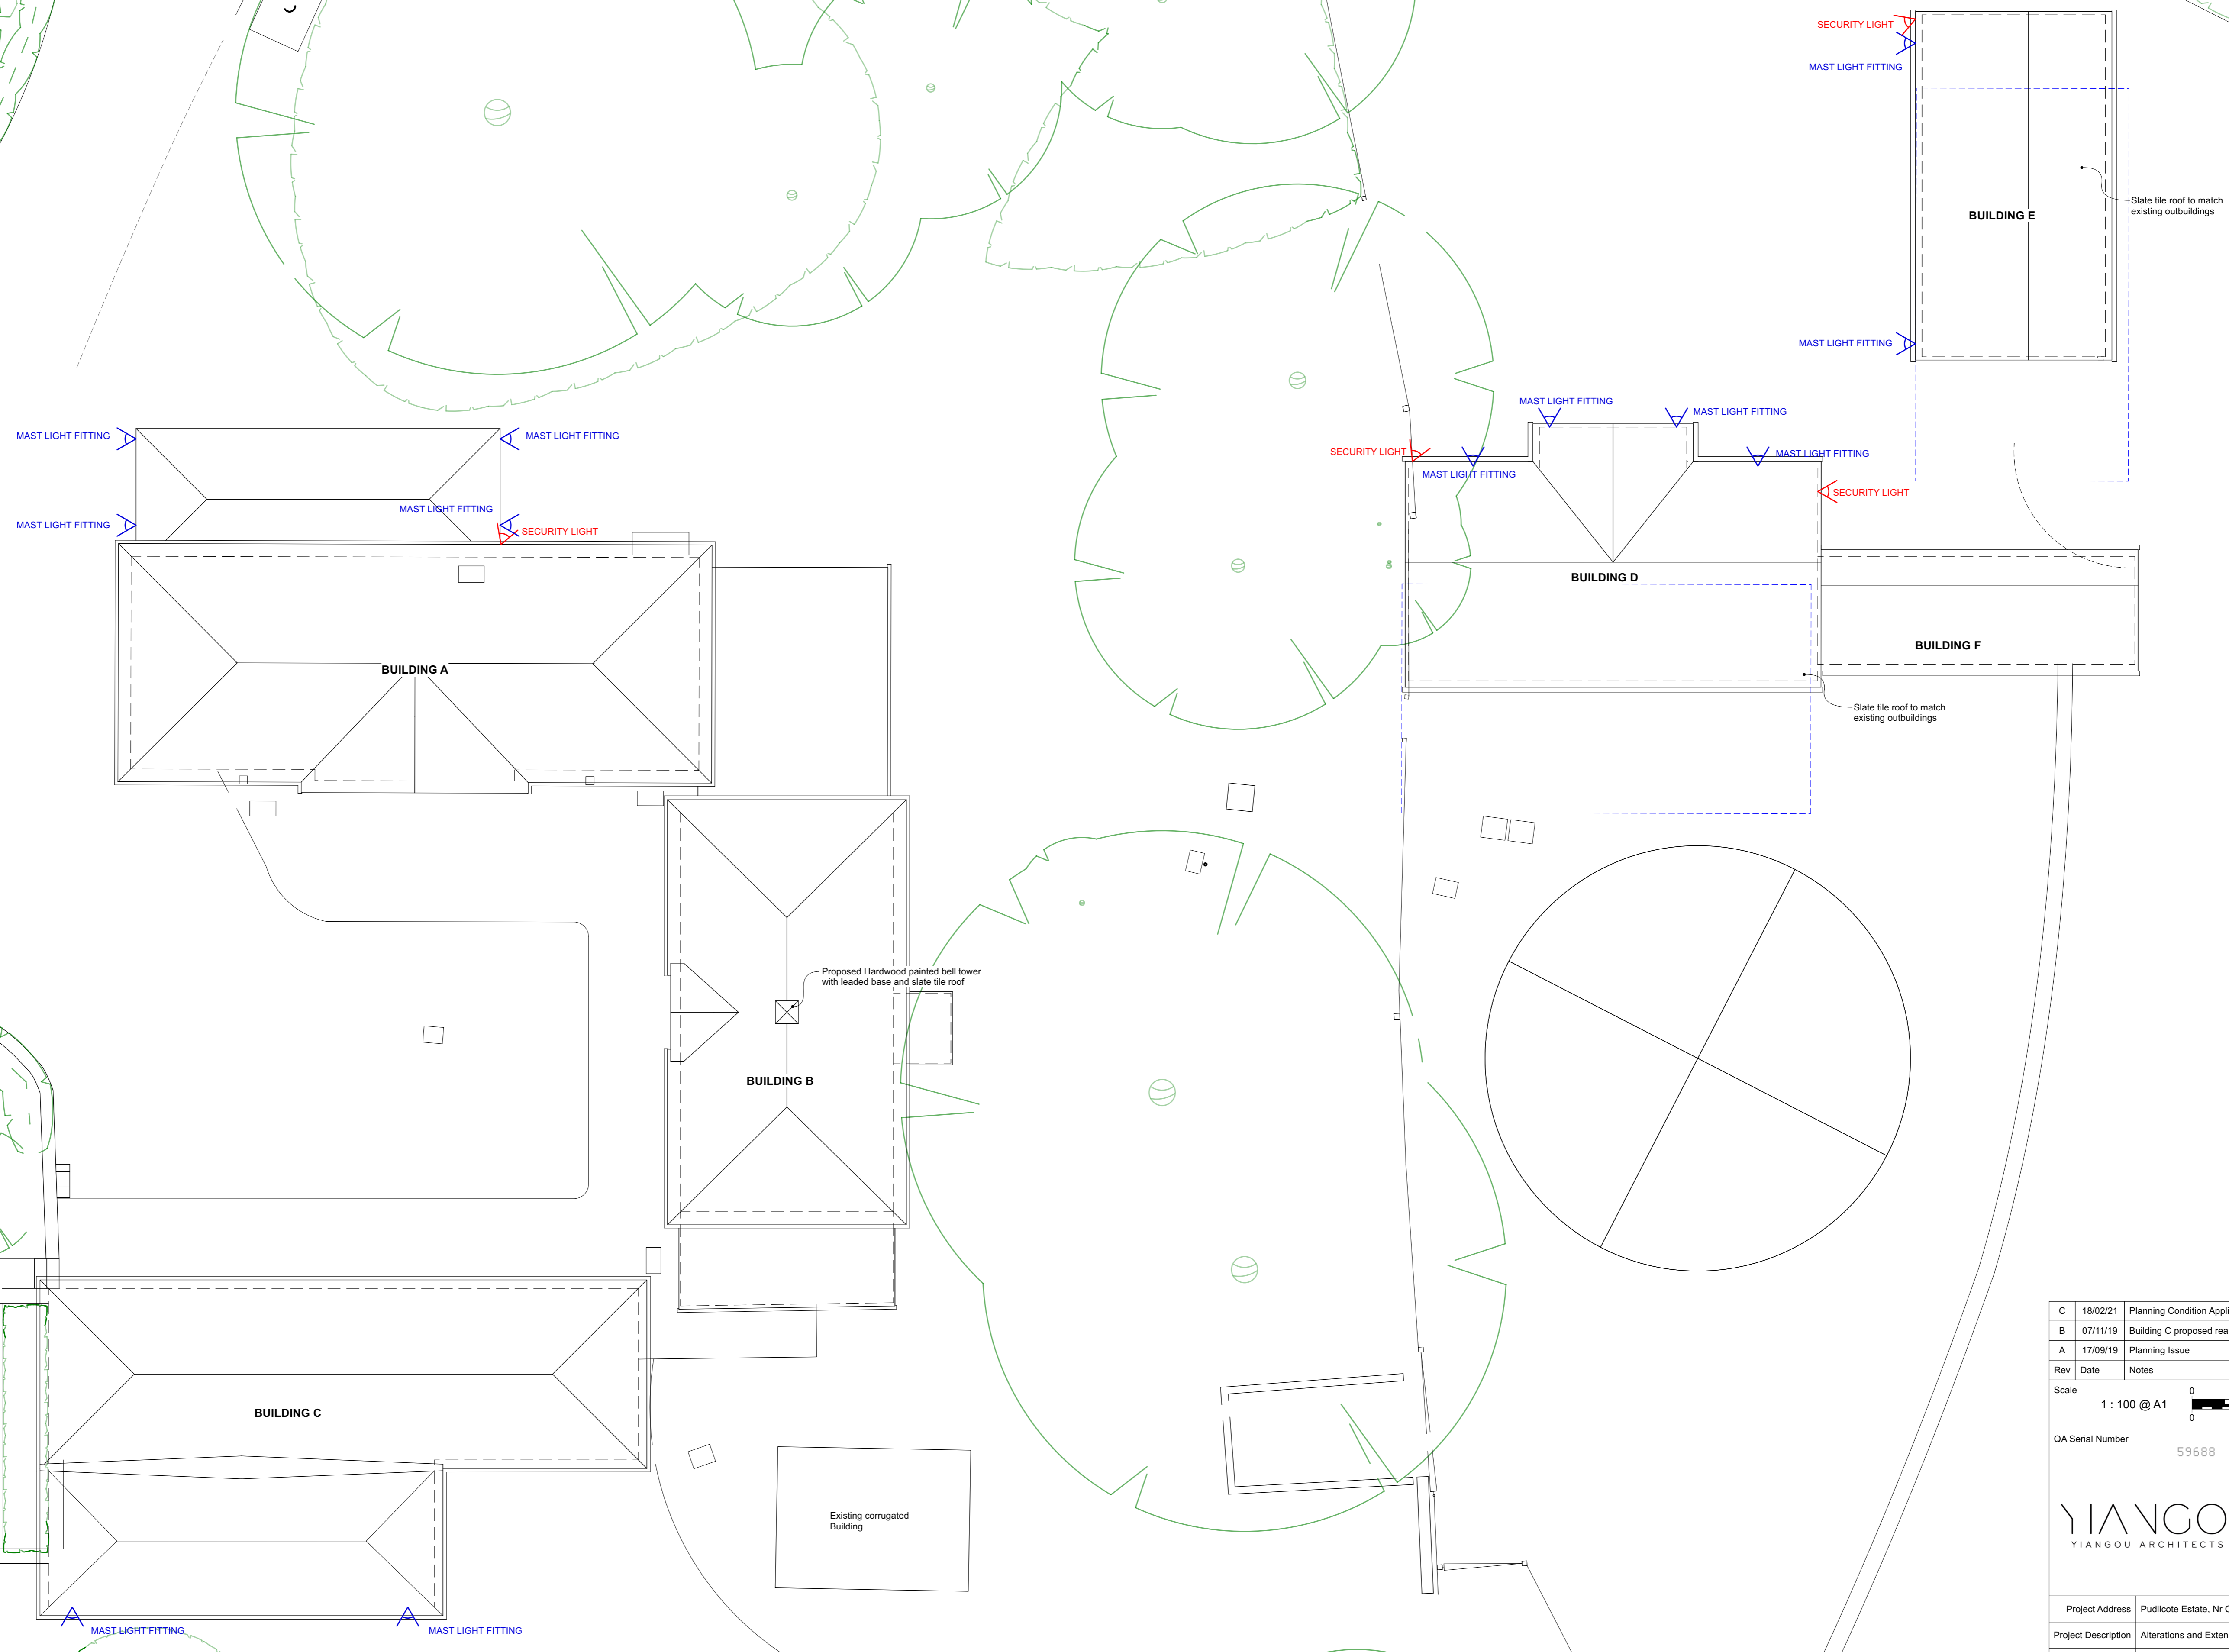 SECURITY LIGHT
MAST LIGHT FITTING
BUILDING E
Slate tile roof to match
existing outbuildings
MAST LIGHT FITTING
MAST LIGHT FITTING
MAST LIGHT FITTING
MAST LIGHT FITTING
MAST LIGHT FITTING
MAST LIGHT FITTING
SECURITY LIGHT
MAST LIGHT FITTING
MAST LIGHT FITTING
SECURITY LIGHT
MAST LIGHT FITTING
MAST LIGHT FITTING
SECURITY LIGHT
BUILDING D
BUILDING F
BUILDING A
Slate tile roof to match
existing outbuildings
Proposed Hardwood painted bell tower
with leaded base and slate tile roof
BUILDING B
BUILDING C
Existing corrugated
Building
MAST LIGHT FITTING
MAST LIGHT FITTING
C 18/02/21 Planning Condition Appli
B 07/11/19 Building C proposed rea
A 17/09/19 Planning Issue
Rev Date Notes
Scale
1 : 100 @ A1
0
0
QA Serial Number
59688
YIANGO
YIANGOU ARCHITECTS
Project Address Pudlicote Estate, Nr C
Project Description Alterations and Exten